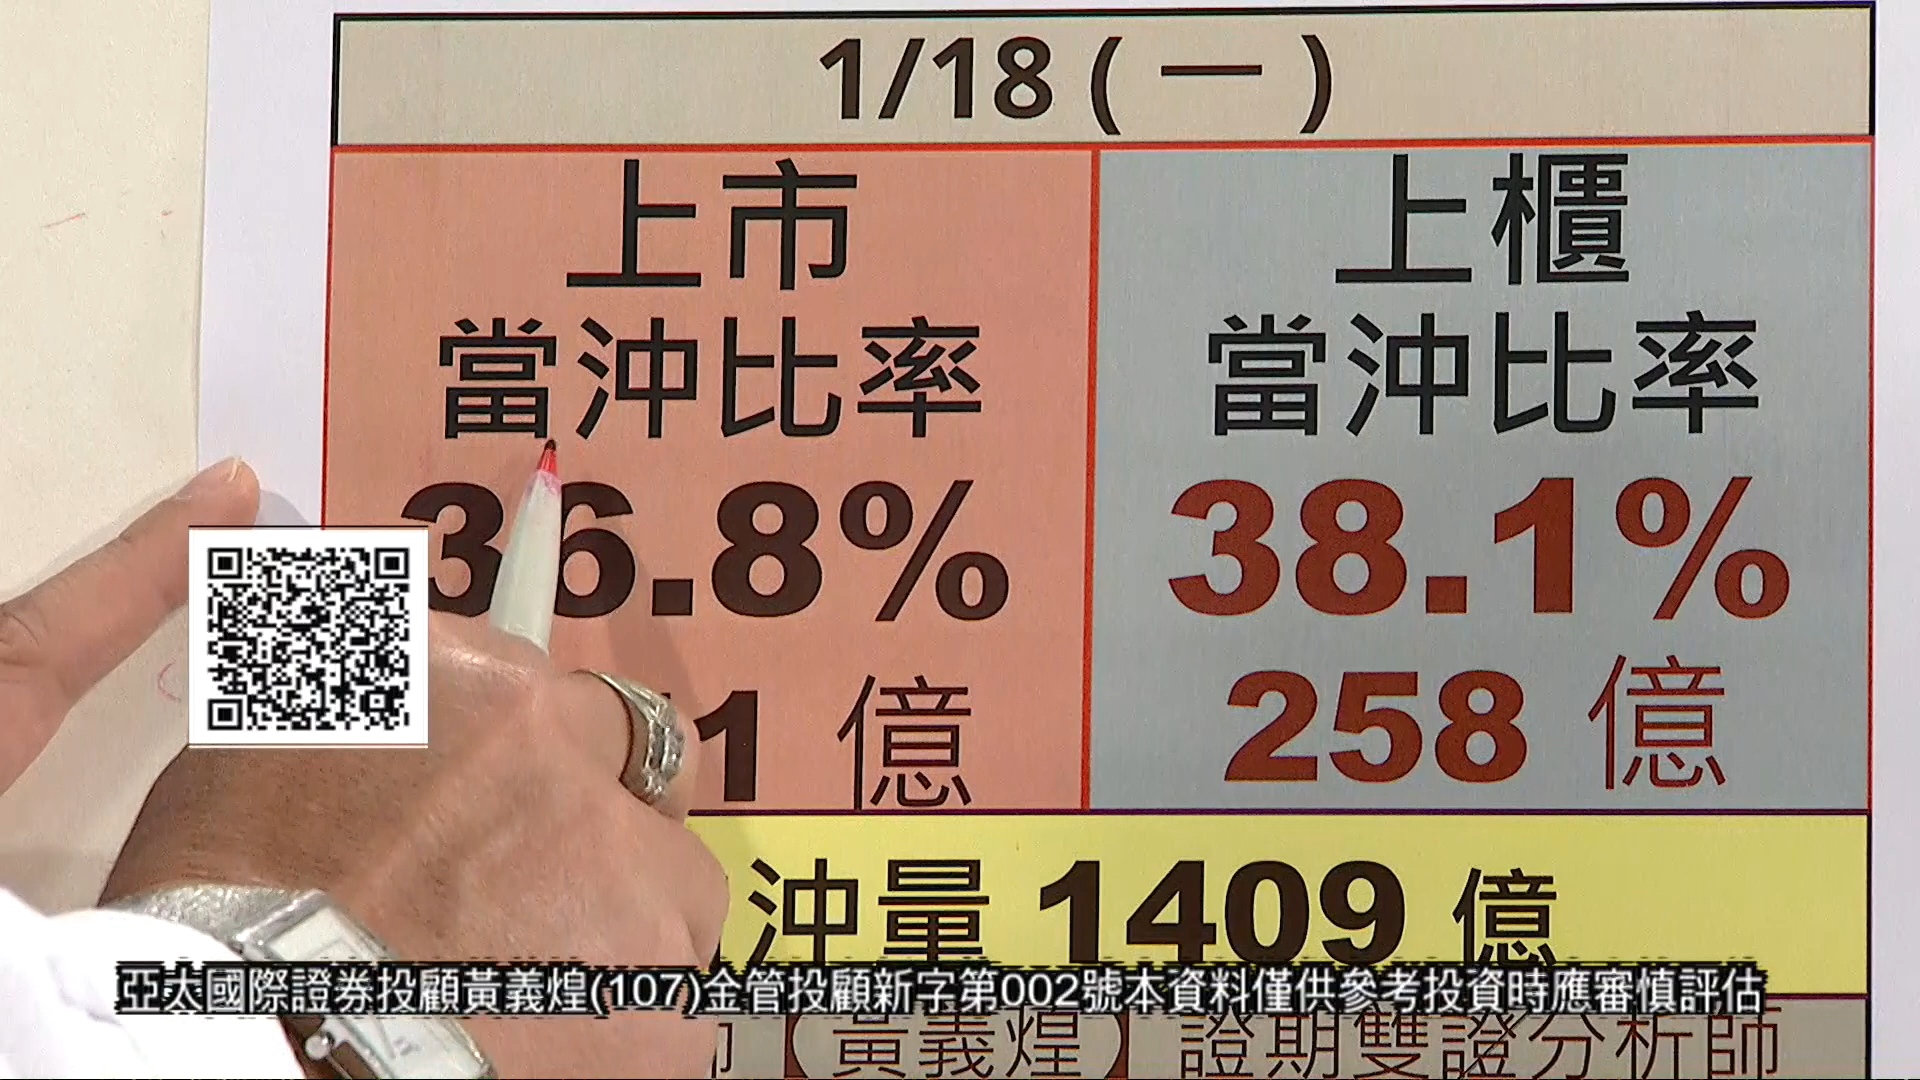 1/18 ( 一 )
上市
上櫃
當沖比率
當沖比率
36.8%
38.1%
1 億
258 億
沖量 1409 億
亞太國際證券投顧黃義煌(107)金管投顧新字第002號本資料僅供參考投資時應審慎評估
【黃義煌】 證期雙證分析師